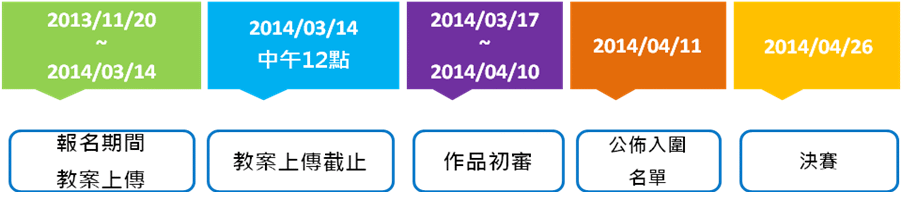 2013/11/20
~
2014/03/14
2014/03/14
中午12點
2014/03/17
~
2014/04/10
2014/04/11
2014/04/26
報名期間
教案上傳
教案上傳截止
作品初審
公佈入圍
名單
決賽